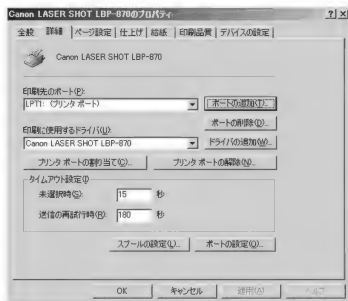 Canon LASER SHOT LBP-870のプロパティ
全般 詳細 ページ設定 仕上げ 給紙 印刷品質 デバイスの設定
Canon LASER SHOT LBP-870
印刷先のポート(P):
LPT1: (プリンタ ポート) ポートの追加(T)...
ポートの削除(D)...
印刷に使用するドライバ(U):
Canon LASER SHOT LBP-870 ドライバの追加(W)...
プリンタ ポートの割り当て(C)... プリンタ ポートの解除(N)...
タイムアウト設定
未選択時(S): 15 秒
送信の再試行時(R): 180 秒
スプールの設定(L)... ポートの設定(O)...
OK キャンセル 適用(A) ヘルプ